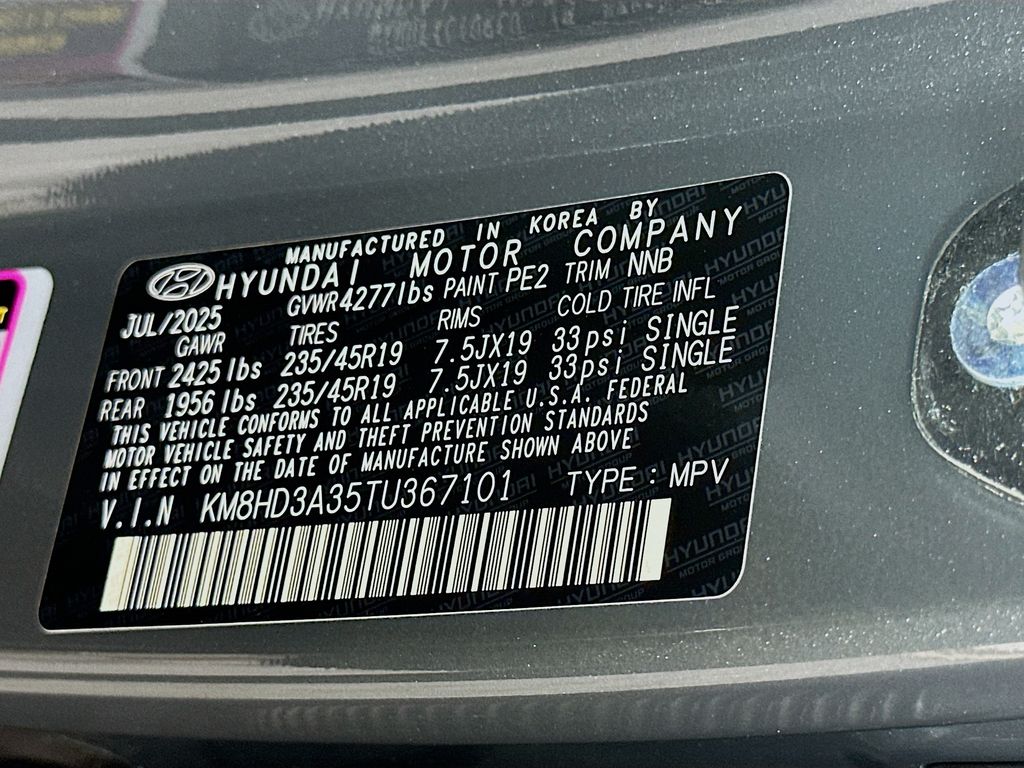 MANUFACTURED IN KOREA BY
HYUNDAI MOTOR COMPANY
JUL/2025 GVWR 4277lbs PAINT PE2 TRIM NNB
GAWR TIRES RIMS COLD TIRE INFL
FRONT 2425 lbs 235/45R19 7.5JX19 33psi SINGLE
REAR 1956 lbs 235/45R19 7.5JX19 33psi SINGLE
THIS VEHICLE CONFORMS TO ALL APPLICABLE U.S.A. FEDERAL
MOTOR VEHICLE SAFETY AND THEFT PREVENTION STANDARDS
IN EFFECT ON THE DATE OF MANUFACTURE SHOWN ABOVE
V.I.N KM8HD3A35TU367101 TYPE : MPV
HYUNDAI
MOTOR GROUP